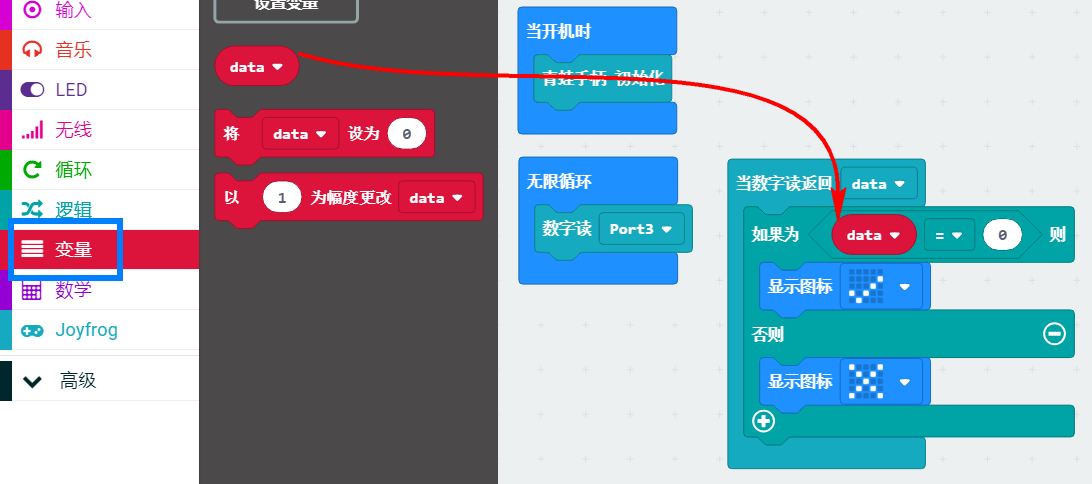 输入
音乐
LED
无线
循环
逻辑
变量
数学
Joyfrog
高级
设置变量
data
将 data 设为 0
以 1 为幅度更改 data
当开机时
青蛙手柄 初始化
无限循环
数字读 Port3
当数字读返回 data
如果为 data = 0 则
显示图标
否则
显示图标